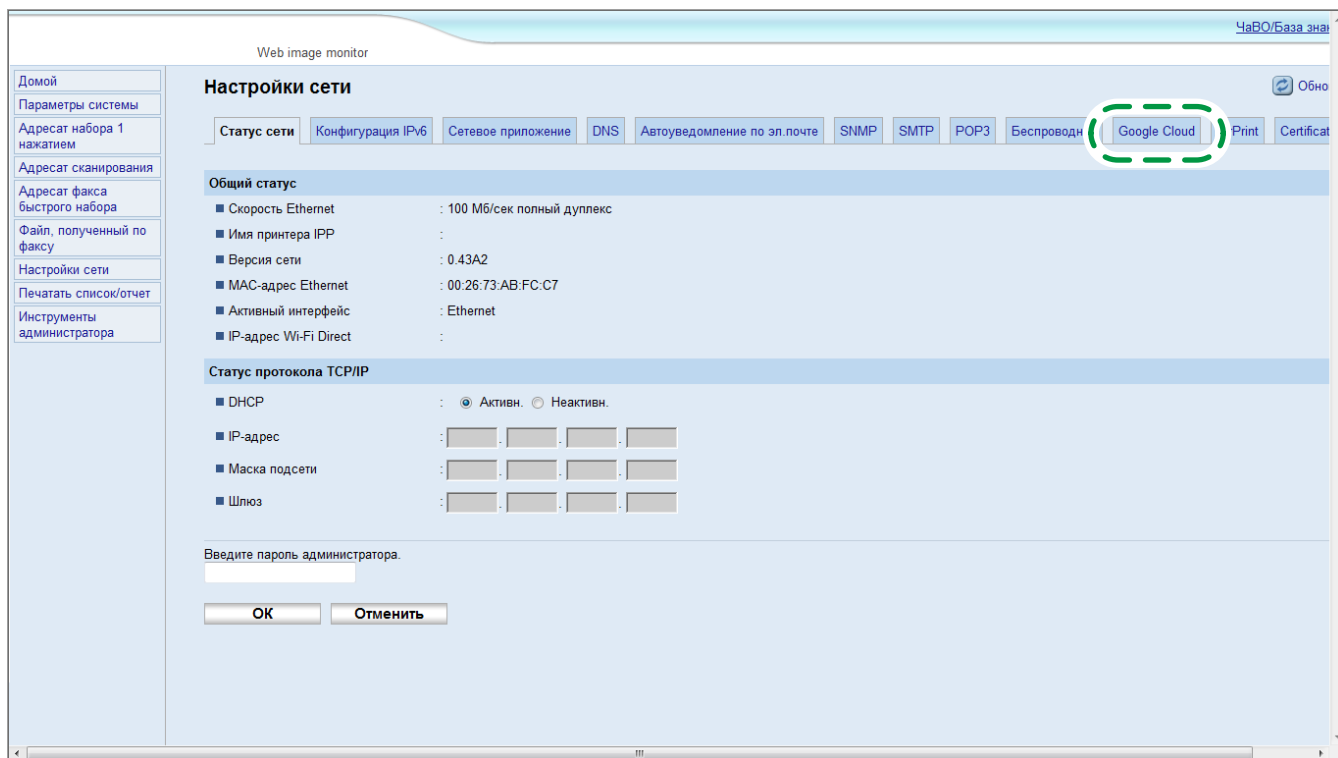 ЧаВО/База зна
Web image monitor
Домой
Параметры системы
Адресат набора 1
нажатием
Адресат сканирования
Адресат факса
быстрого набора
Файл, полученный по
факсу
Настройки сети
Печатать список/отчет
Инструменты
администратора
Настройки сети
Обно
Статус сети Конфигурация IPv6 Сетевое приложение DNS Автоуведомление по эл.почте SNMP SMTP POP3 Беспроводн Google Cloud Print Certificat
Общий статус
Скорость Ethernet : 100 Мб/сек полный дуплекс
Имя принтера IPP :
Версия сети : 0.43A2
MAC-адрес Ethernet : 00:26:73:AB:FC:C7
Активный интерфейс : Ethernet
IP-адрес Wi-Fi Direct :
Статус протокола TCP/IP
DHCP : Активн. Неактивн.
IP-адрес : . . .
Маска подсети : . . .
Шлюз : . . .
Введите пароль администратора.
ОК Отменить